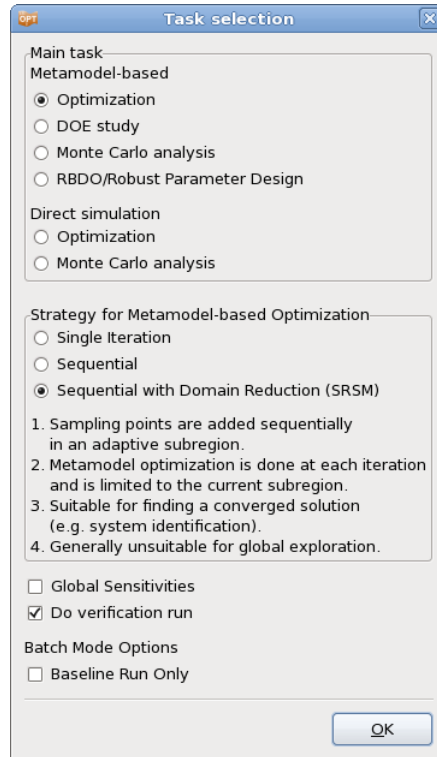 OPT
Task selection
Main task
Metamodel-based
Optimization
DOE study
Monte Carlo analysis
RBDO/Robust Parameter Design
Direct simulation
Optimization
Monte Carlo analysis
Strategy for Metamodel-based Optimization
Single Iteration
Sequential
Sequential with Domain Reduction (SRSM)
1. Sampling points are added sequentially
in an adaptive subregion.
2. Metamodel optimization is done at each iteration
and is limited to the current subregion.
3. Suitable for finding a converged solution
(e.g. system identification).
4. Generally unsuitable for global exploration.
Global Sensitivities
Do verification run
Batch Mode Options
Baseline Run Only
OK